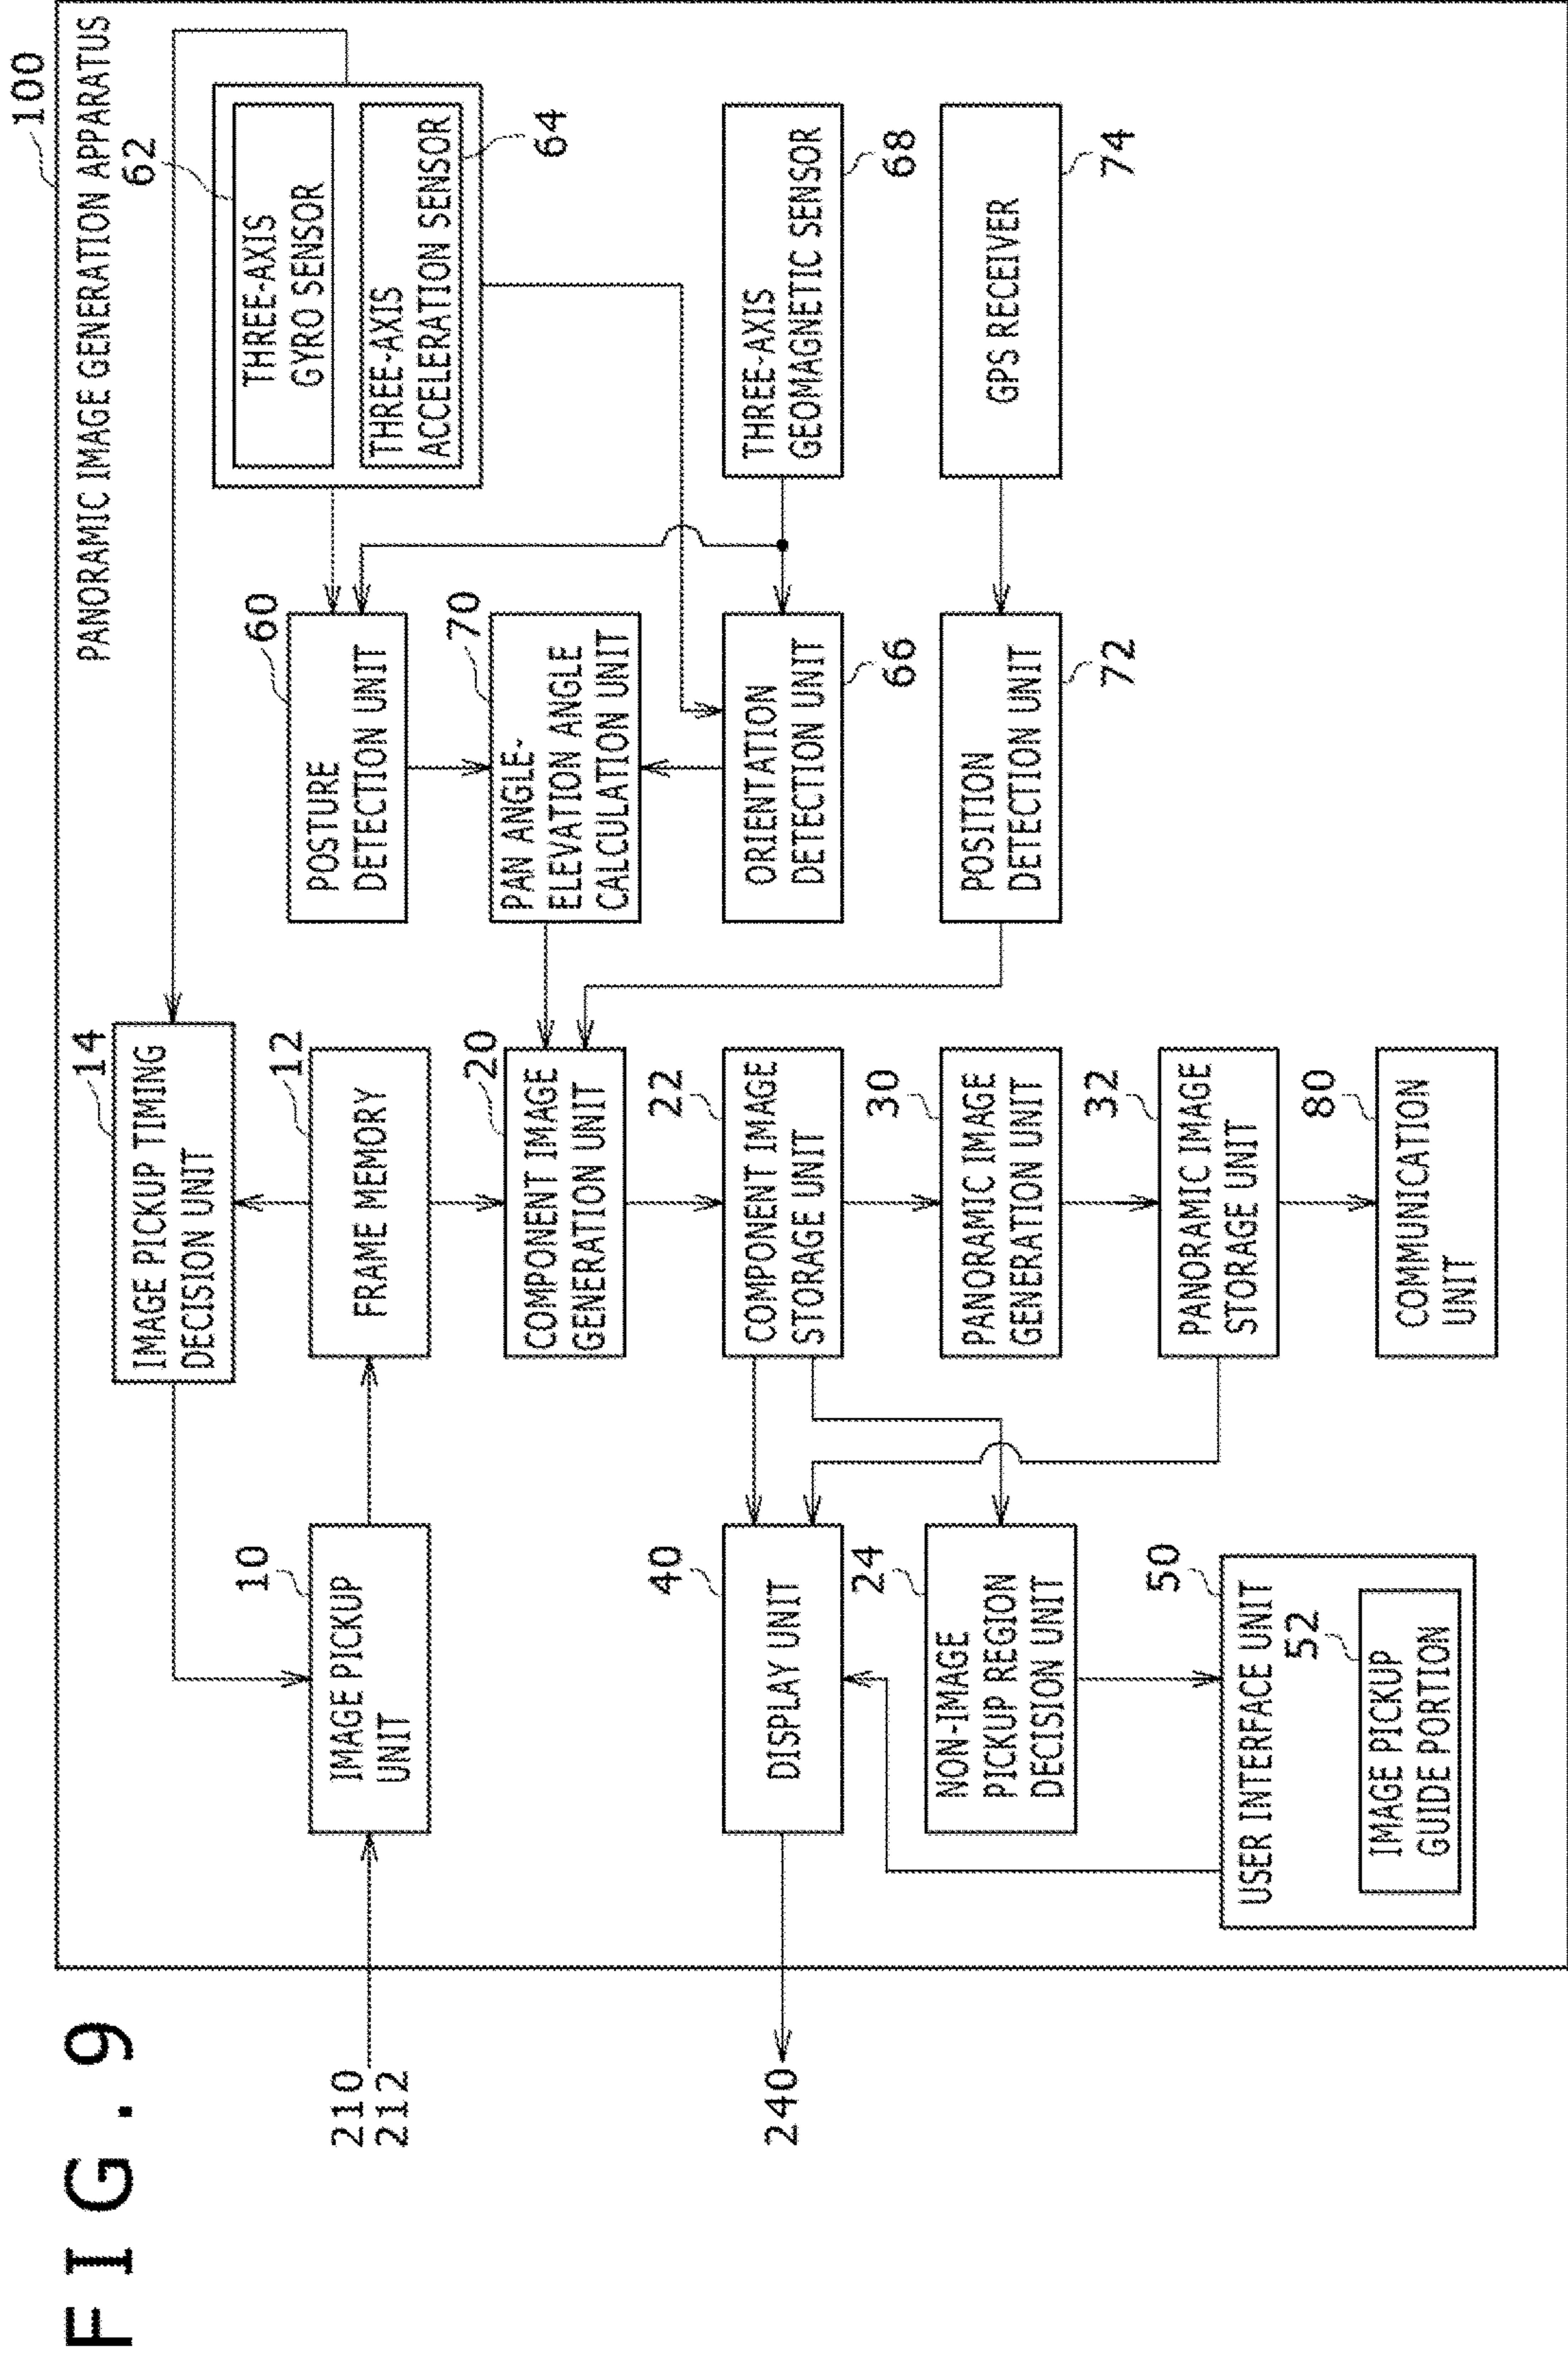 FIG. 9
100
PANORAMIC IMAGE GENERATION APPARATUS
14
IMAGE PICKUP TIMING
DECISION UNIT
62
THREE-AXIS
GYRO SENSOR
THREE-AXIS
ACCELERATION SENSOR
64
210
212
10
IMAGE PICKUP
UNIT
12
FRAME MEMORY
60
POSTURE
DETECTION UNIT
20
COMPONENT IMAGE
GENERATION UNIT
70
PAN ANGLE-
ELEVATION ANGLE
CALCULATION UNIT
240
40
DISPLAY UNIT
22
COMPONENT IMAGE
STORAGE UNIT
ORIENTATION
DETECTION UNIT
66
THREE-AXIS
GEOMAGNETIC SENSOR
68
24
NON-IMAGE
PICKUP REGION
DECISION UNIT
30
PANORAMIC IMAGE
GENERATION UNIT
POSITION
DETECTION UNIT
72
GPS RECEIVER
74
50
USER INTERFACE UNIT
52
IMAGE PICKUP
GUIDE PORTION
32
PANORAMIC IMAGE
STORAGE UNIT
80
COMMUNICATION
UNIT